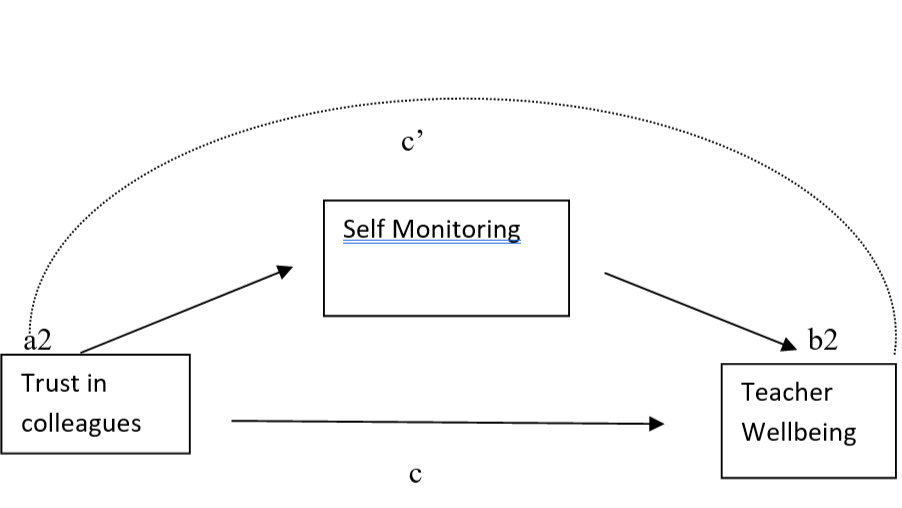 c’
Self Monitoring
a2
b2
Trust in
colleagues
Teacher
Wellbeing
c